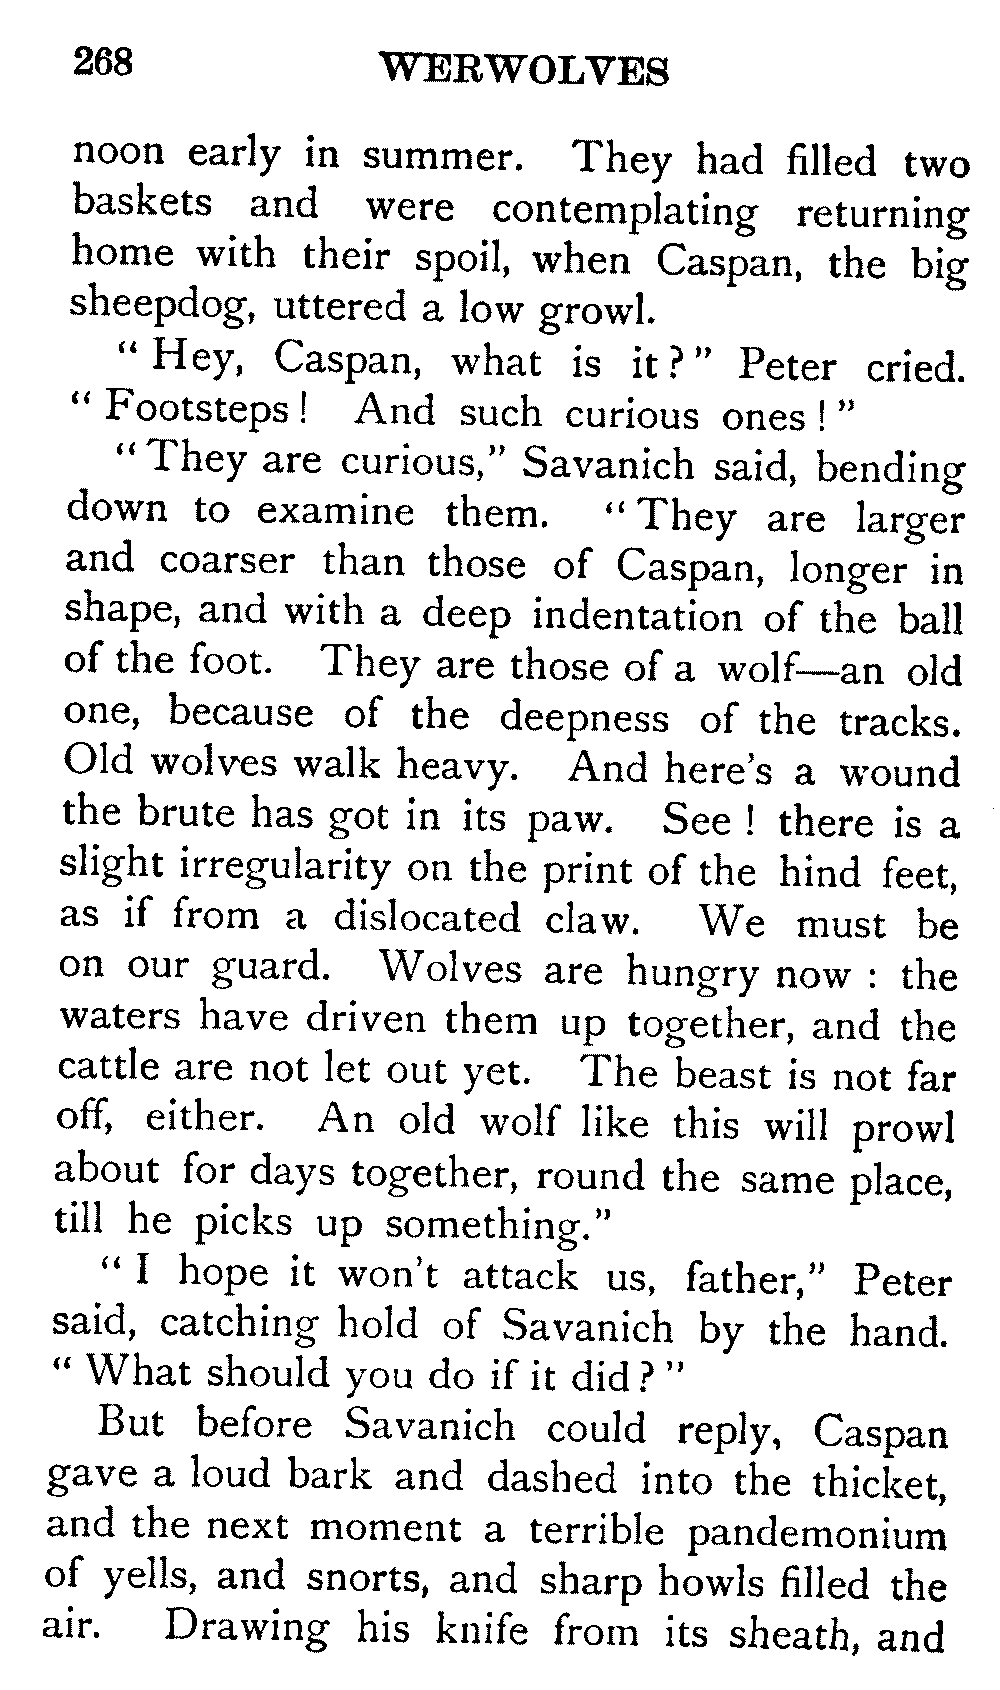 268 WERWOLVES
noon early in summer. They had filled two
baskets and were contemplating returning
home with their spoil, when Caspan, the big
sheepdog, uttered a low growl.
“ Hey, Caspan, what is it ? ” Peter cried.
“ Footsteps ! And such curious ones ! ”
“ They are curious,” Savanich said, bending
down to examine them. “ They are larger
and coarser than those of Caspan, longer in
shape, and with a deep indentation of the ball
of the foot. They are those of a wolf—an old
one, because of the deepness of the tracks.
Old wolves walk heavy. And here’s a wound
the brute has got in its paw. See ! there is a
slight irregularity on the print of the hind feet,
as if from a dislocated claw. We must be
on our guard. Wolves are hungry now : the
waters have driven them up together, and the
cattle are not let out yet. The beast is not far
off, either. An old wolf like this will prowl
about for days together, round the same place,
till he picks up something.”
“ I hope it won’t attack us, father,” Peter
said, catching hold of Savanich by the hand.
“ What should you do if it did ? ”
But before Savanich could reply, Caspan
gave a loud bark and dashed into the thicket,
and the next moment a terrible pandemonium
of yells, and snorts, and sharp howls filled the
air. Drawing his knife from its sheath, and